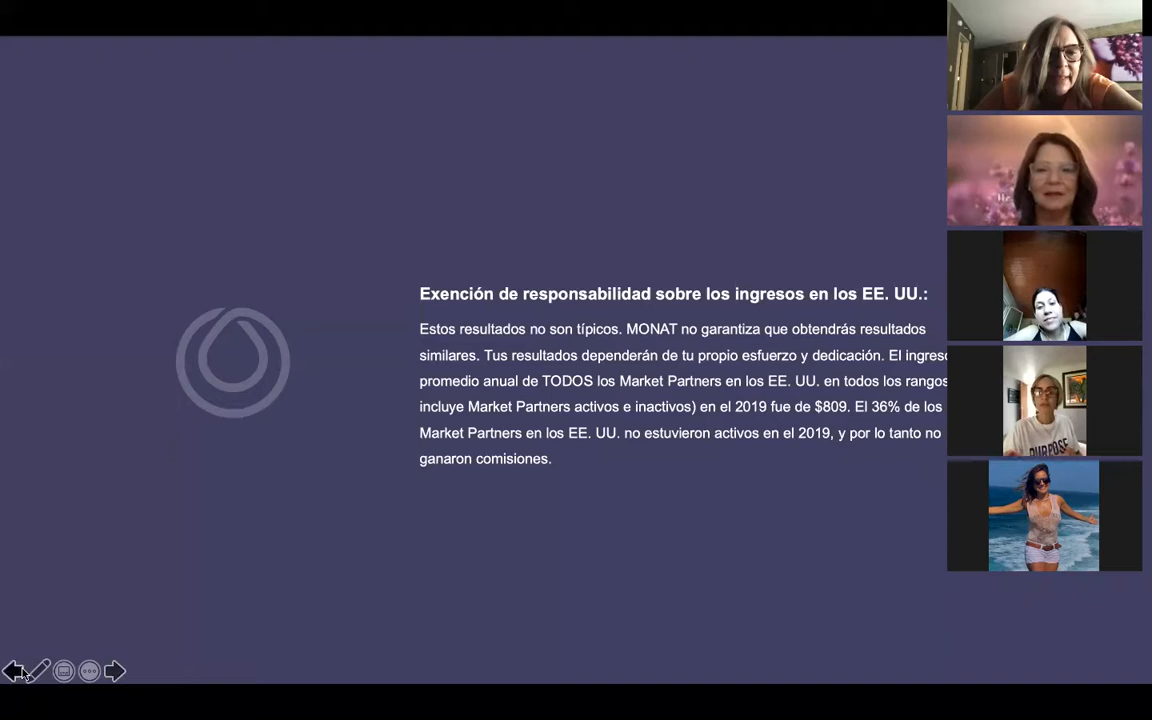 Exención de responsabilidad sobre los ingresos en los EE. UU.:
Estos resultados no son típicos. MONAT no garantiza que obtendrás resultados
similares. Tus resultados dependerán de tu propio esfuerzo y dedicación. El ingreso
promedio anual de TODOS los Market Partners en los EE. UU. en todos los rangos
incluye Market Partners activos e inactivos) en el 2019 fue de $809. El 36% de los
Market Partners en los EE. UU. no estuvieron activos en el 2019, y por lo tanto no
ganaron comisiones.
PURPOSE